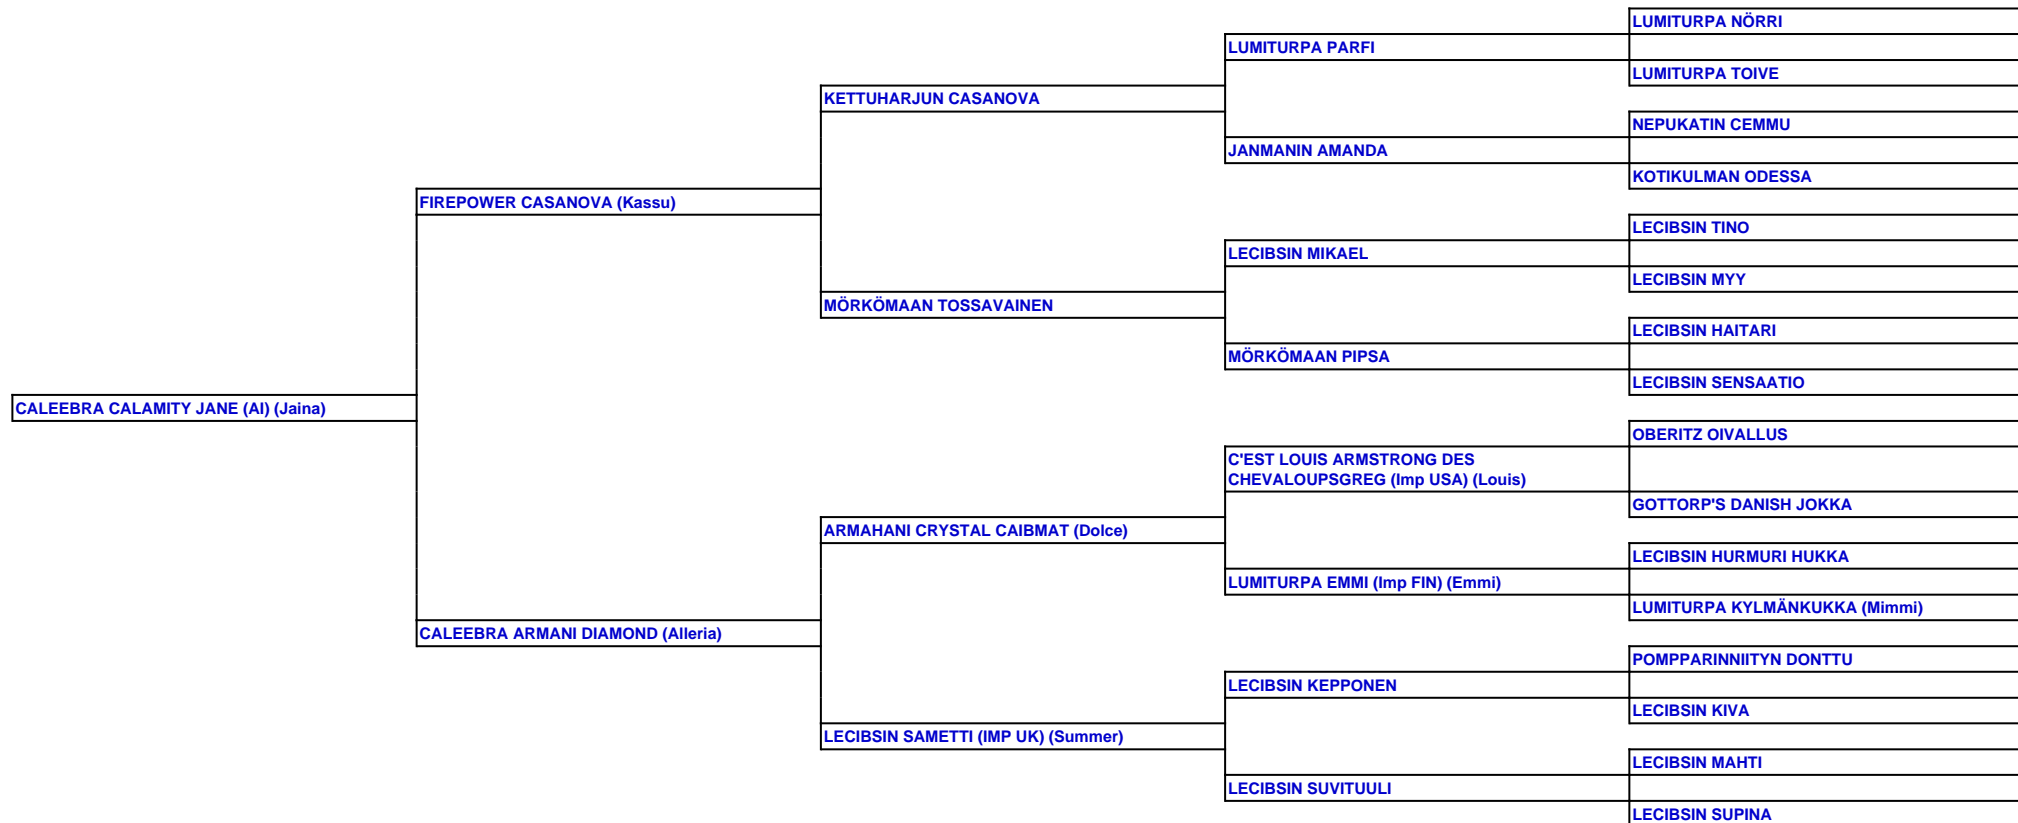 LUMITURPA NÖRRI
LUMITURPA PARFI
LUMITURPA TOIVE
KETTUHARJUN CASANOVA
NEPUKATIN CEMMU
JANMANIN AMANDA
KOTIKULMAN ODESSA
FIREPOWER CASANOVA (Kassu)
LECIBSIN TINO
LECIBSIN MIKAEL
LECIBSIN MYY
MÖRKÖMAAN TOSSAVAINEN
LECIBSIN HAITARI
MÖRKÖMAAN PIPSA
LECIBSIN SENSAATIO
CALEEBRA CALAMITY JANE (AI) (Jaina)
OBERITZ OIVALLUS
C'EST LOUIS ARMSTRONG DES
CHEVALOUPSGREG (Imp USA) (Louis)
GOTTORP'S DANISH JOKKA
ARMAHANI CRYSTAL CAIBMAT (Dolce)
LECIBSIN HURMURI HUKKA
LUMITURPA EMMI (Imp FIN) (Emmi)
LUMITURPA KYLMÄNKUKKA (Mimmi)
CALEEBRA ARMANI DIAMOND (Alleria)
POMPPARINNIITYN DONTTU
LECIBSIN KEPPONEN
LECIBSIN KIVA
LECIBSIN SAMETTI (IMP UK) (Summer)
LECIBSIN MAHTI
LECIBSIN SUVITUULI
LECIBSIN SUPINA